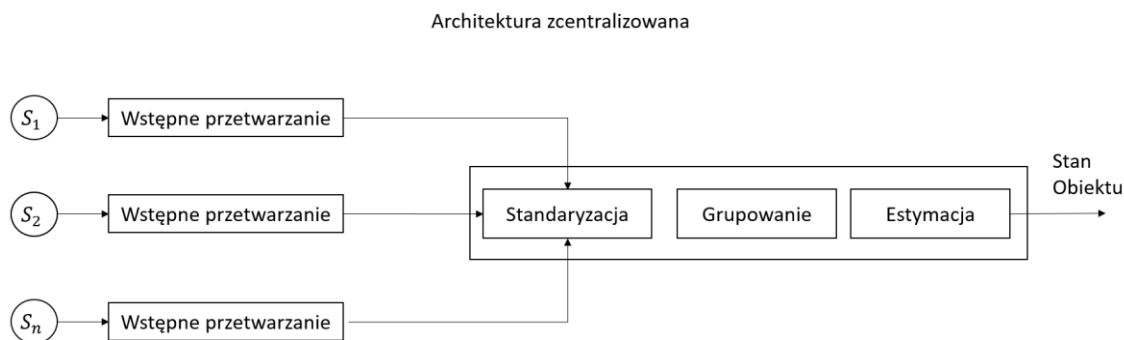 Architektura zcentralizowana
S₁
Wstępne przetwarzanie
S₂
Wstępne przetwarzanie
Standaryzacja
Grupowanie
Estymacja
Stan
Obiektu
Sₙ
Wstępne przetwarzanie